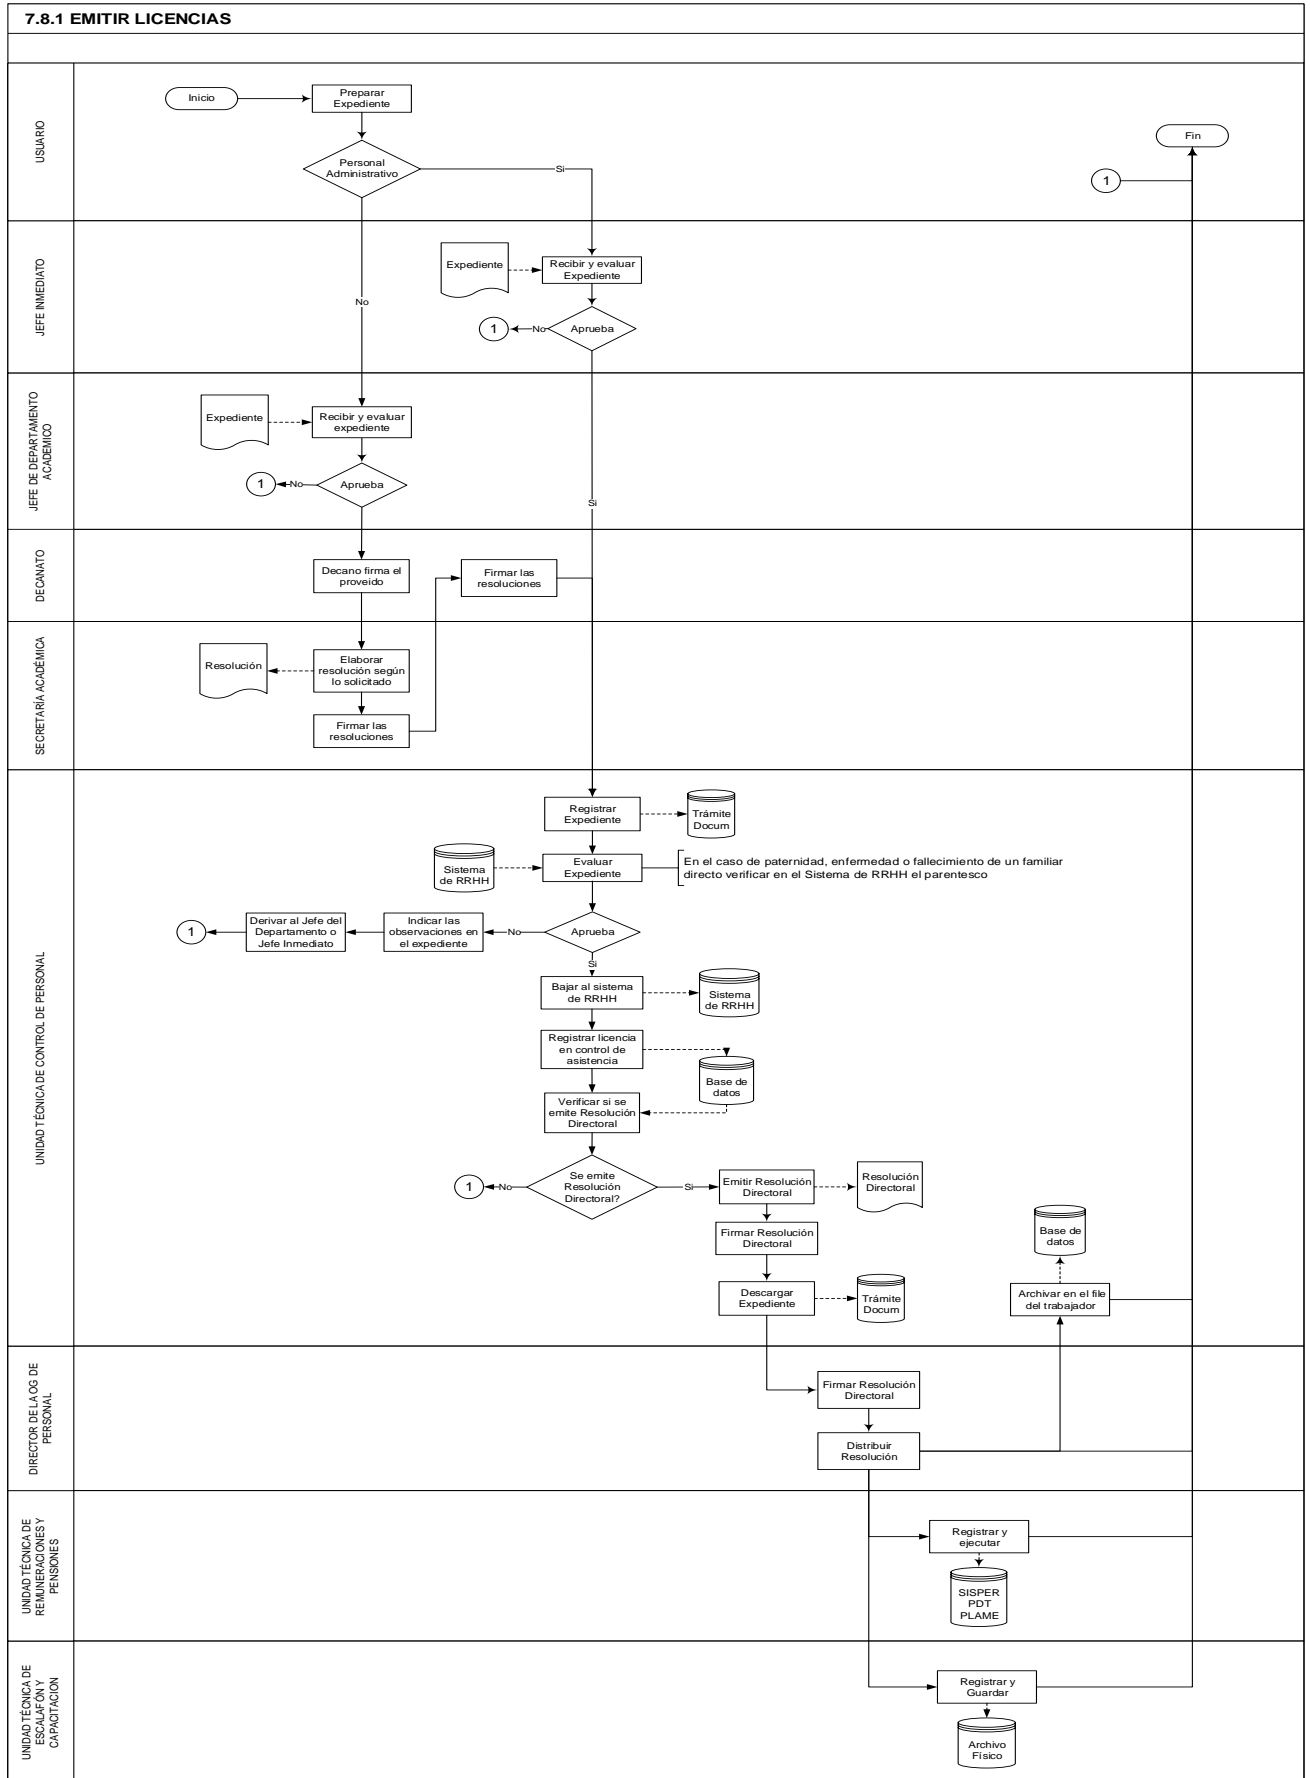 7.8.1 EMITIR LICENCIAS
USUARIO
Inicio
Preparar
Expediente
Personal
Administrativo
Si
No
Fin
1
JEFE INMEDIATO
Expediente
Recibir y evaluar
Expediente
1
No
Aprueba
Si
JEFE DE DEPARTAMENTO
ACADEMICO
Expediente
Recibir y evaluar
expediente
1
No
Aprueba
DECANATO
Decano firma el
proveido
Firmar las
resoluciones
SECRETARÍA ACADÉMICA
Resolución
Elaborar
resolución según
lo solicitado
Firmar las
resoluciones
UNIDAD TÉCNICA DE CONTROL DE PERSONAL
Registrar
Expediente
Trámite
Docum
Sistema
de RRHH
Evaluar
Expediente
En el caso de paternidad, enfermedad o fallecimiento de un familiar
directo verificar en el Sistema de RRHH el parentesco
1
Derivar al Jefe del
Departamento o
Jefe Inmediato
Indicar las
observaciones en
el expediente
No
Aprueba
Si
Bajar al sistema
de RRHH
Sistema
de RRHH
Registrar licencia
en control de
asistencia
Base de
datos
Verificar si se
emite Resolución
Directoral
1
No
Se emite
Resolución
Directoral?
Si
Emitir Resolución
Directoral
Resolución
Directoral
Firmar Resolución
Directoral
Descargar
Expediente
Trámite
Docum
Base de
datos
Archivar en el file
del trabajador
DIRECTOR DE LA OG DE
PERSONAL
Firmar Resolución
Directoral
Distribuir
Resolución
UNIDAD TÉCNICA DE
REMUNERACIONES Y
PENSIONES
Registrar y
ejecutar
SISPER
PDT
PLAME
UNIDAD TÉCNICA DE
ESCALAFÓN Y
CAPACITACION
Registrar y
Guardar
Archivo
Físico